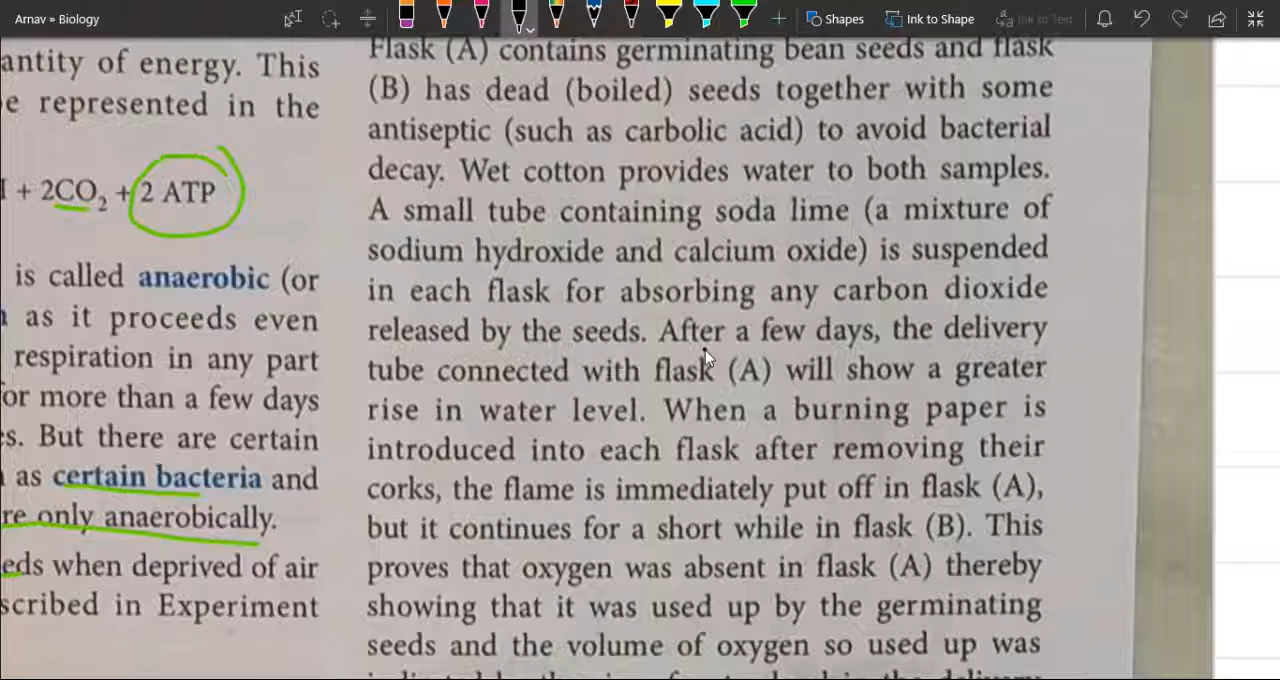 Arnav » Biology
Shapes
Ink to Shape
Ink to Text
antity of energy. This
e represented in the
+ 2CO₂ + 2 ATP
is called anaerobic (or
as it proceeds even
respiration in any part
or more than a few days
s. But there are certain
as certain bacteria and
re only anaerobically.
eds when deprived of air
scribed in Experiment
Flask (A) contains germinating bean seeds and flask
(B) has dead (boiled) seeds together with some
antiseptic (such as carbolic acid) to avoid bacterial
decay. Wet cotton provides water to both samples.
A small tube containing soda lime (a mixture of
sodium hydroxide and calcium oxide) is suspended
in each flask for absorbing any carbon dioxide
released by the seeds. After a few days, the delivery
tube connected with flask (A) will show a greater
rise in water level. When a burning paper is
introduced into each flask after removing their
corks, the flame is immediately put off in flask (A),
but it continues for a short while in flask (B). This
proves that oxygen was absent in flask (A) thereby
showing that it was used up by the germinating
seeds and the volume of oxygen so used up was